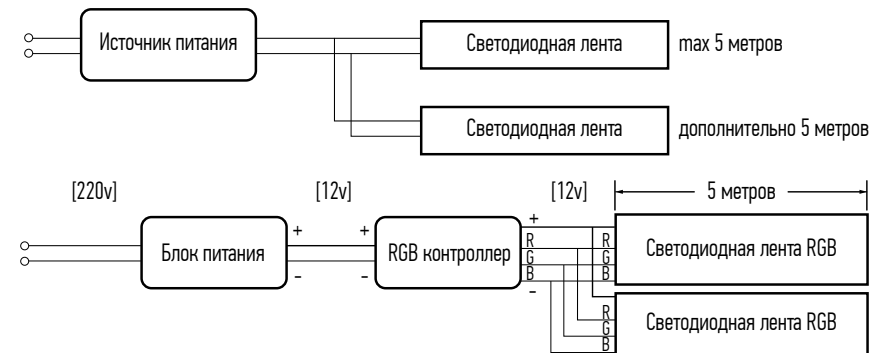 Источник питания
Светодиодная лента
max 5 метров
Светодиодная лента
дополнительно 5 метров
[220v]
[12v]
[12v]
5 метров
Блок питания
+
-
+
-
RGB контроллер
+
R
G
B
-
R
G
B
Светодиодная лента RGB
R
G
B
Светодиодная лента RGB